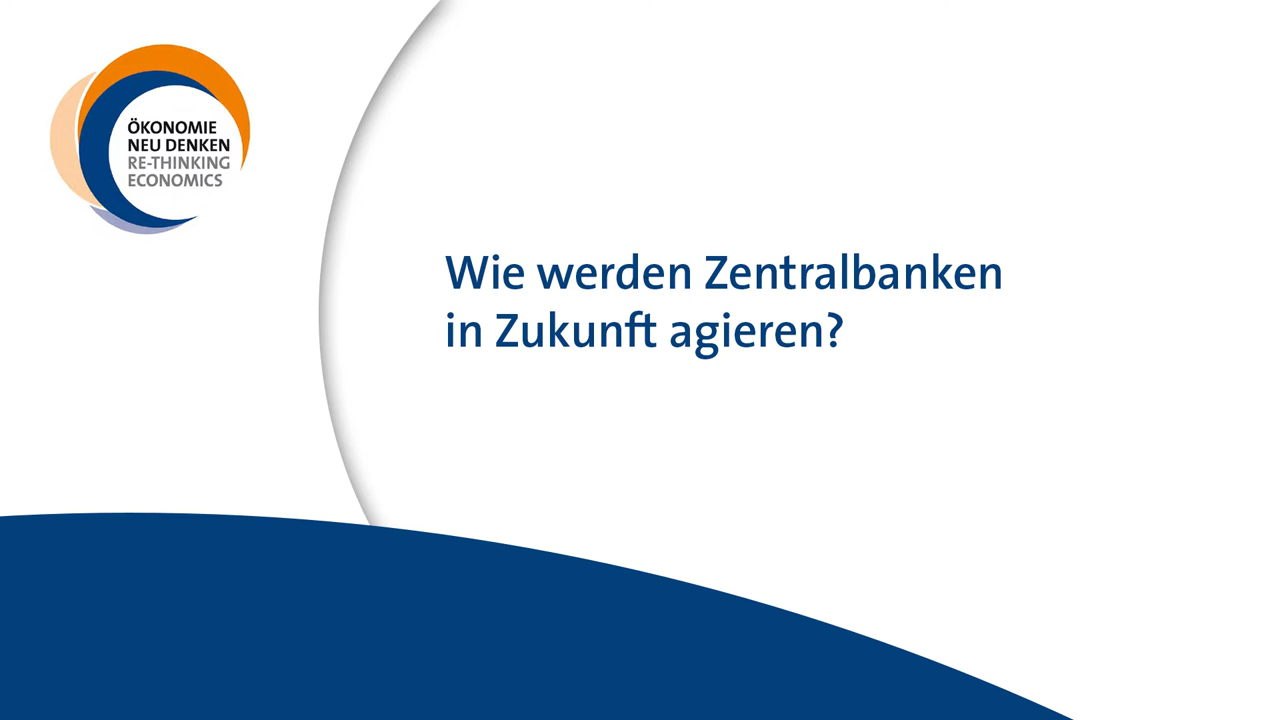 ÖKONOMIE
NEU DENKEN
RE-THINKING
ECONOMICS
Wie werden Zentralbanken
in Zukunft agieren?